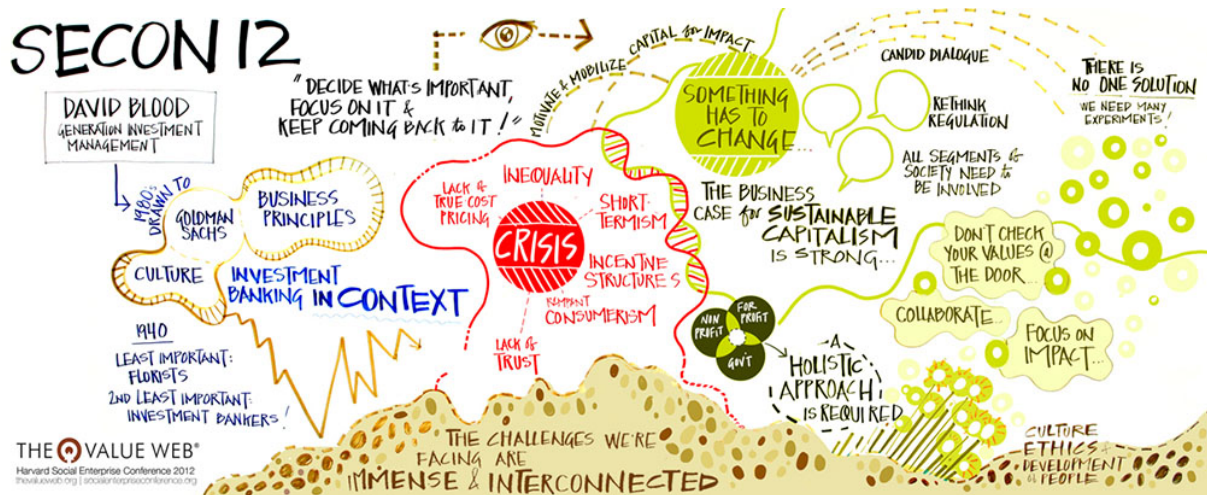 SECON 12
DAVID BLOOD
GENERATION INVESTMENT
MANAGEMENT
"DECIDE WHAT'S IMPORTANT,
FOCUS ON IT &
KEEP COMING BACK to IT!"
1980's
DRAWN TO
GOLDMAN
SACHS
BUSINESS
PRINCIPLES
CULTURE
INVESTMENT
BANKING IN CONTEXT
1940
LEAST IMPORTANT:
FLORISTS
2ND LEAST IMPORTANT:
INVESTMENT BANKERS!
THE VALUE WEB®
Harvard Social Enterprise Conference 2012
thevalueweb.org | socialenterpriseconference.org
CRISIS
LACK of
TRUE COST
PRICING
INEQUALITY
SHORT-
TERMISM
INCENTIVE
STRUCTURES
RAMPANT
CONSUMERISM
LACK of
TRUST
THE CHALLENGES WE'RE
FACING ARE
IMMENSE & INTERCONNECTED
MOTIVATE & MOBILIZE CAPITAL for IMPACT
SOMETHING
HAS TO
CHANGE...
THE BUSINESS
CASE for SUSTAINABLE
CAPITALISM
IS STRONG...
NON
PROFIT
FOR
PROFIT
GOV'T
A
HOLISTIC
APPROACH
IS REQUIRED
CANDID DIALOGUE
RETHINK
REGULATION
ALL SEGMENTS of
SOCIETY NEED to
BE INVOLVED
THERE IS
NO ONE SOLUTION
WE NEED MANY
EXPERIMENTS!
DON'T CHECK
YOUR VALUES @
THE DOOR...
COLLABORATE...
FOCUS ON
IMPACT...
CULTURE
ETHICS &
DEVELOPMENT
of PEOPLE